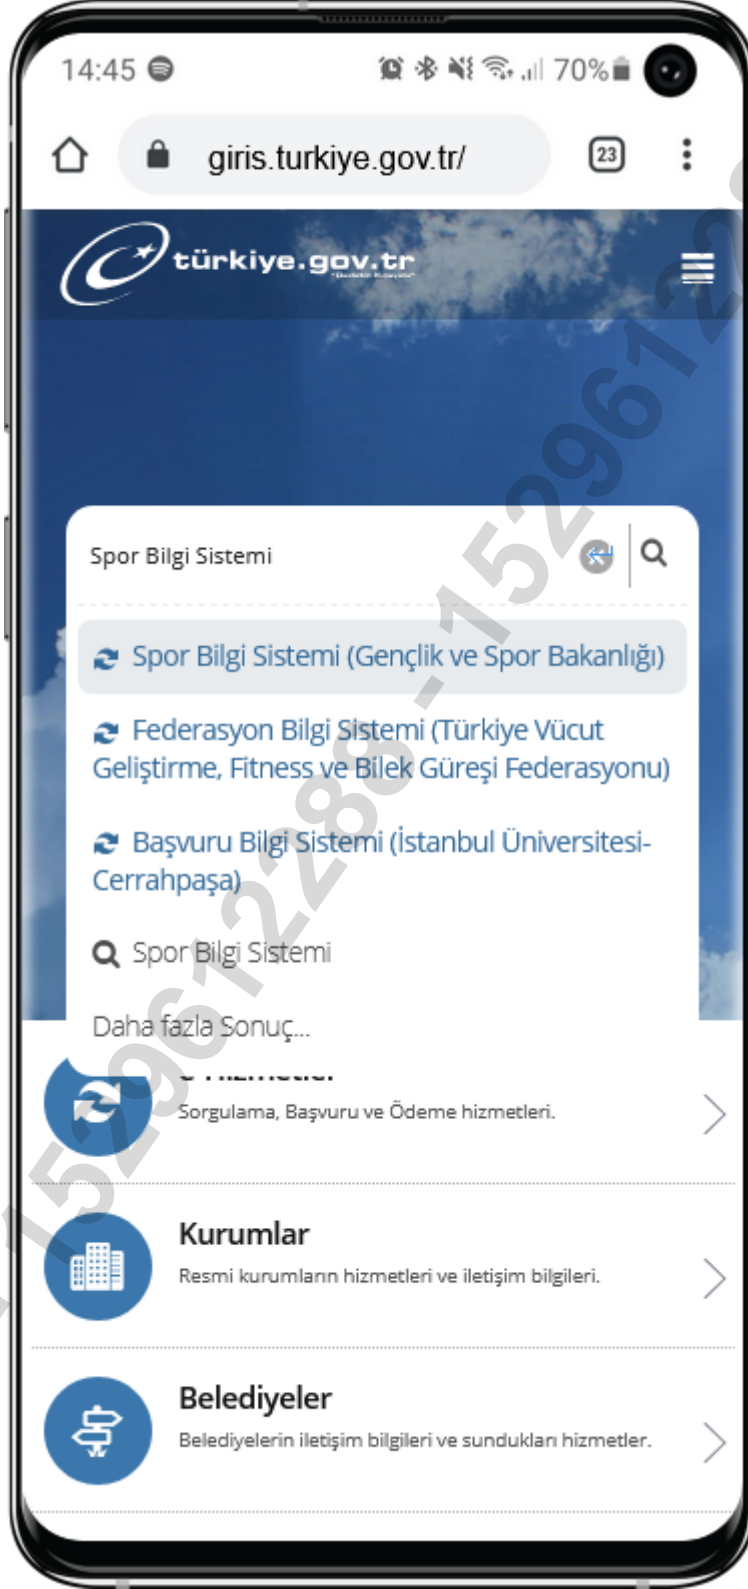 14:45
70%
giris.turkiye.gov.tr/
23
türkiye.gov.tr
Spor Bilgi Sistemi
Spor Bilgi Sistemi (Gençlik ve Spor Bakanlığı)
Federasyon Bilgi Sistemi (Türkiye Vücut
Geliştirme, Fitness ve Bilek Güreşi Federasyonu)
Başvuru Bilgi Sistemi (İstanbul Üniversitesi-
Cerrahpaşa)
Spor Bilgi Sistemi
Daha fazla Sonuç...
Sorgulama, Başvuru ve Ödeme hizmetleri.
Kurumlar
Resmi kurumların hizmetleri ve iletişim bilgileri.
Belediyeler
Belediyelerin iletişim bilgileri ve sundukları hizmetler.
15296612288 - 1529612